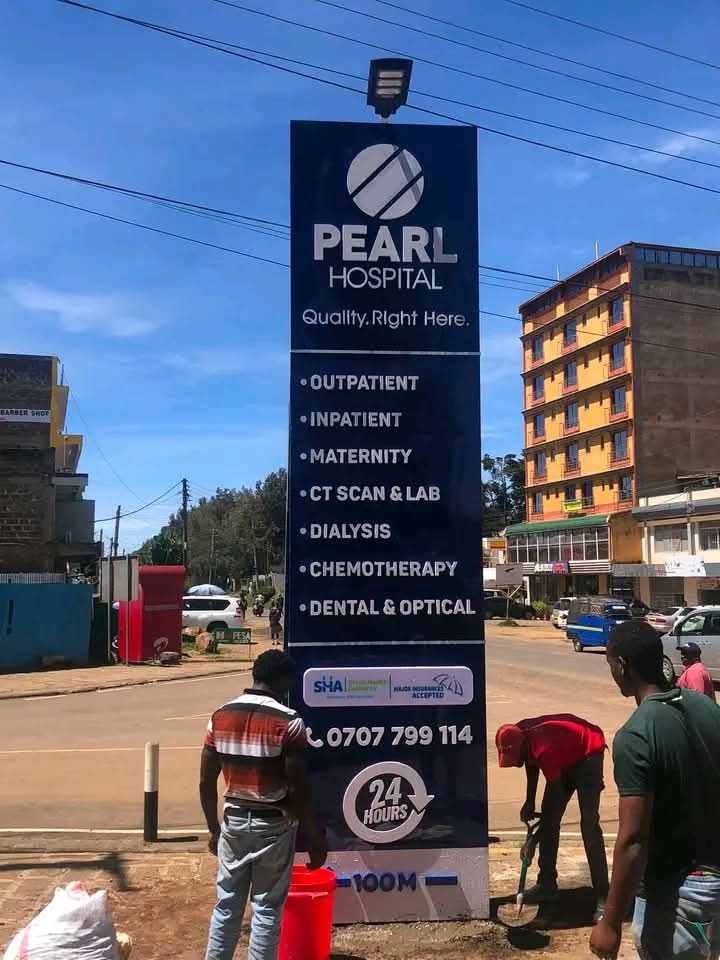 PEARL
HOSPITAL
Quality. Right Here.
• OUTPATIENT
• INPATIENT
• MATERNITY
• CT SCAN & LAB
• DIALYSIS
• CHEMOTHERAPY
• DENTAL & OPTICAL
SHA
MAJOR INSURANCES
ACCEPTED
0707 799 114
24
HOURS
100M
BARBER SHOP
PESA